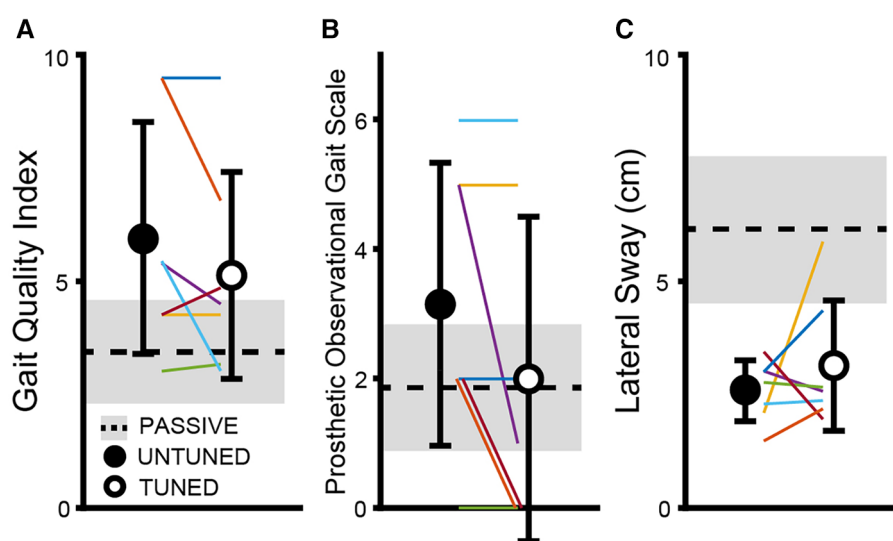 A
Gait Quality Index
10
5
0
PASSIVE
UNTUNED
TUNED
B
Prosthetic Observational Gait Scale
6
4
2
0
C
Lateral Sway (cm)
10
5
0